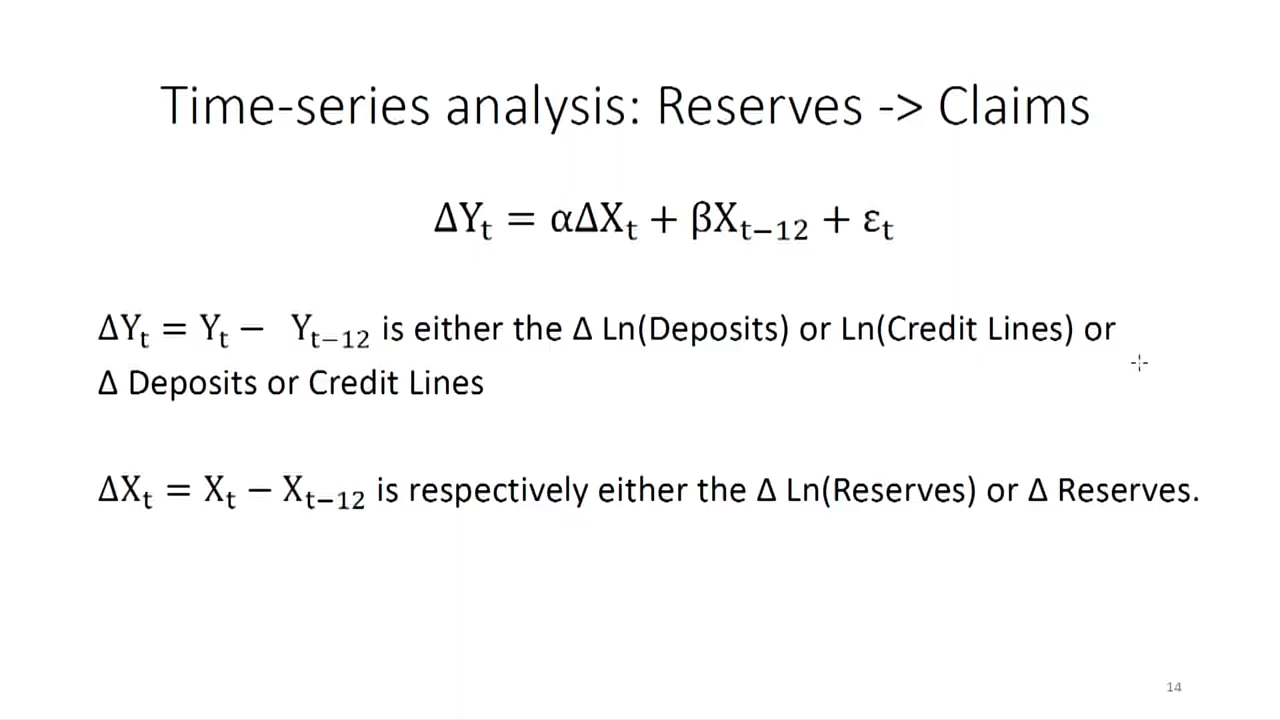 Time-series analysis: Reserves -> Claims
ΔYₜ = αΔXₜ + βXₜ₋₁₂ + εₜ
ΔYₜ = Yₜ − Yₜ₋₁₂ is either the Δ Ln(Deposits) or Ln(Credit Lines) or
Δ Deposits or Credit Lines
ΔXₜ = Xₜ − Xₜ₋₁₂ is respectively either the Δ Ln(Reserves) or Δ Reserves.
14